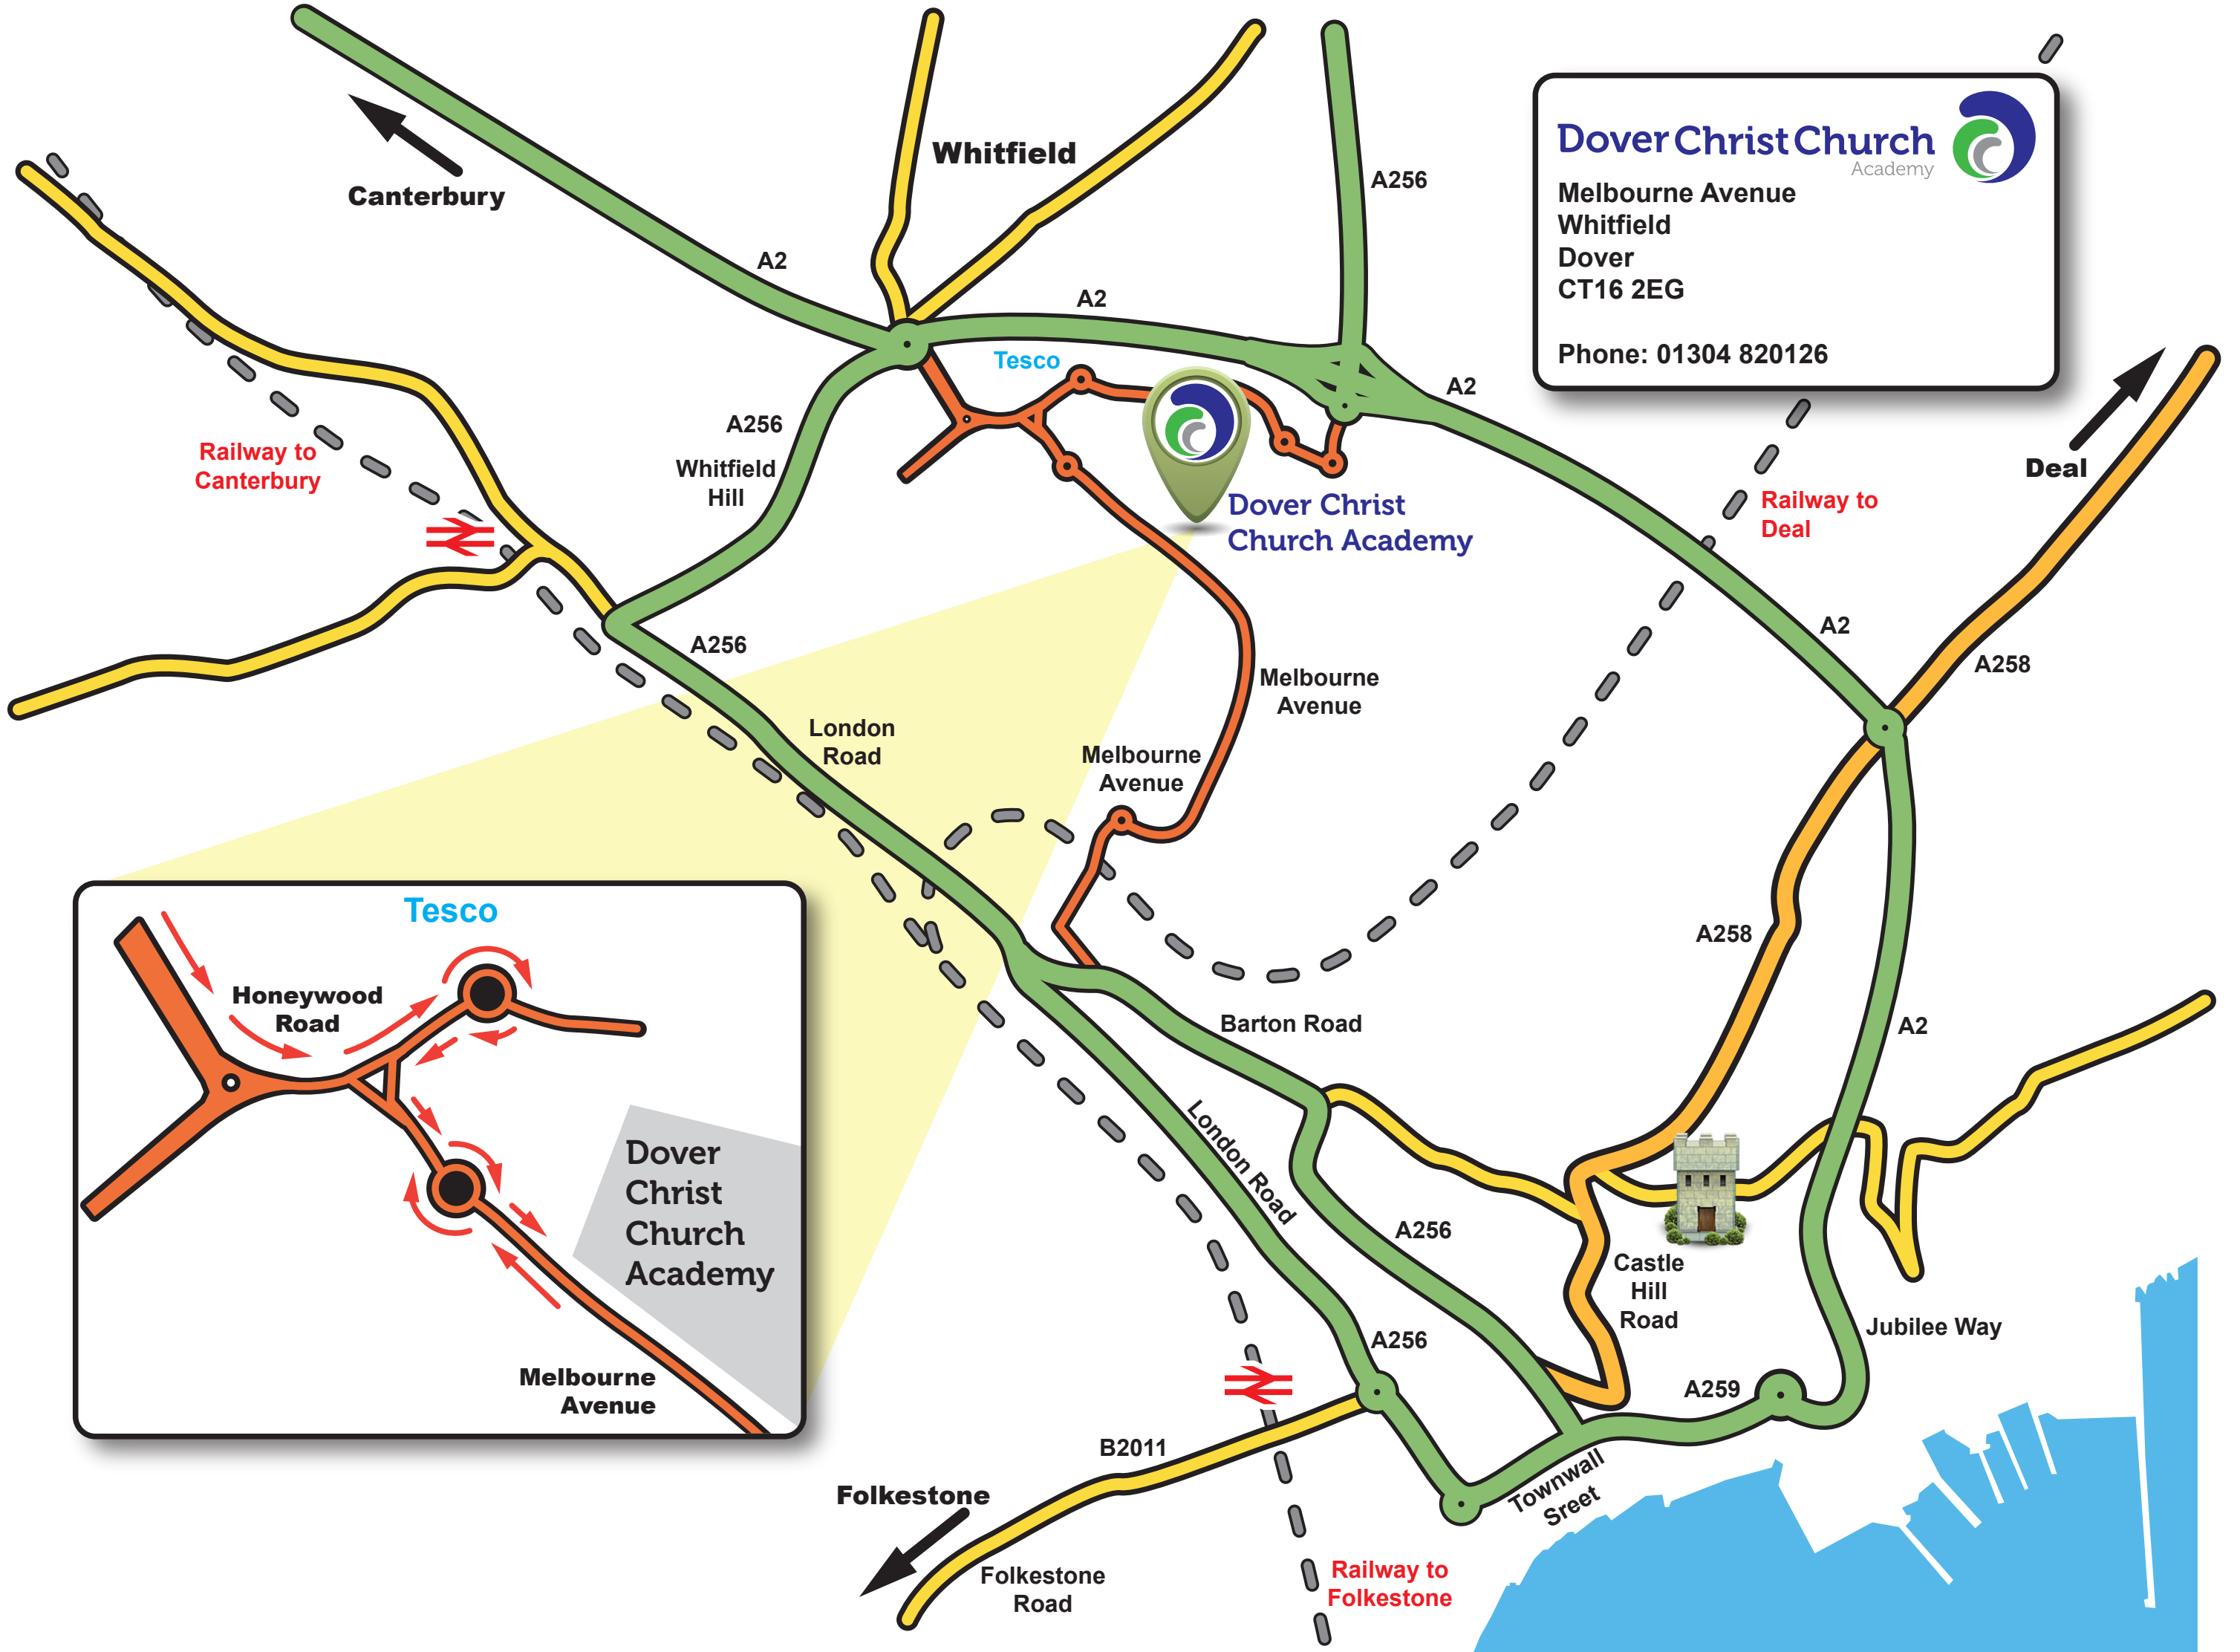 Whitfield
Canterbury
A256
A2
A2
Tesco
A2
A256
Whitfield
Hill
Railway to
Canterbury
Dover Christ Church
Academy
Melbourne Avenue
Whitfield
Dover
CT16 2EG
Phone: 01304 820126
Deal
Railway to
Deal
Dover Christ
Church Academy
A2
A258
A256
London
Road
Melbourne
Avenue
Melbourne
Avenue
A258
A2
Barton Road
London Road
A256
Castle
Hill
Road
Jubilee Way
A256
A259
B2011
Townwall
Sreet
Folkestone
Folkestone
Road
Railway to
Folkestone
Tesco
Honeywood
Road
Dover
Christ
Church
Academy
Melbourne
Avenue